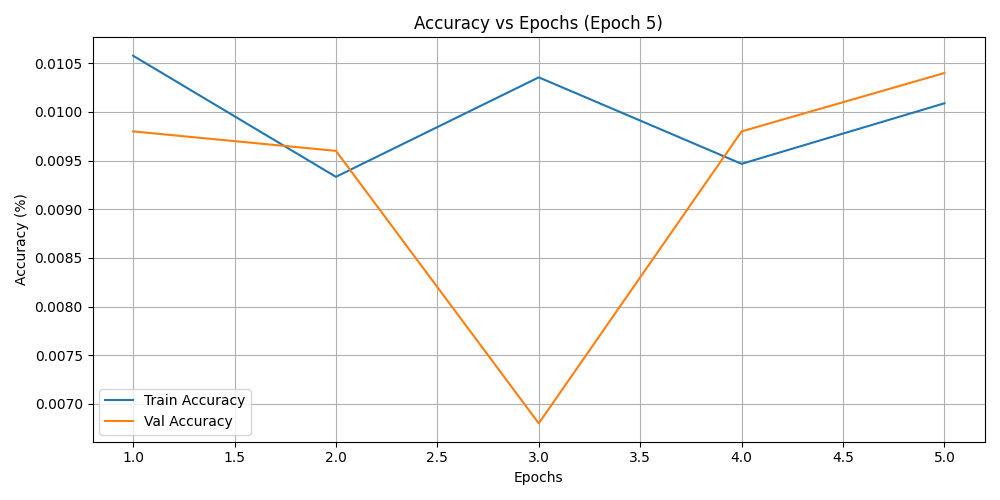 Accuracy vs Epochs (Epoch 5)
Accuracy (%)
0.0105
0.0100
0.0095
0.0090
0.0085
0.0080
0.0075
0.0070
Train Accuracy
Val Accuracy
1.0 1.5 2.0 2.5 3.0 3.5 4.0 4.5 5.0
Epochs